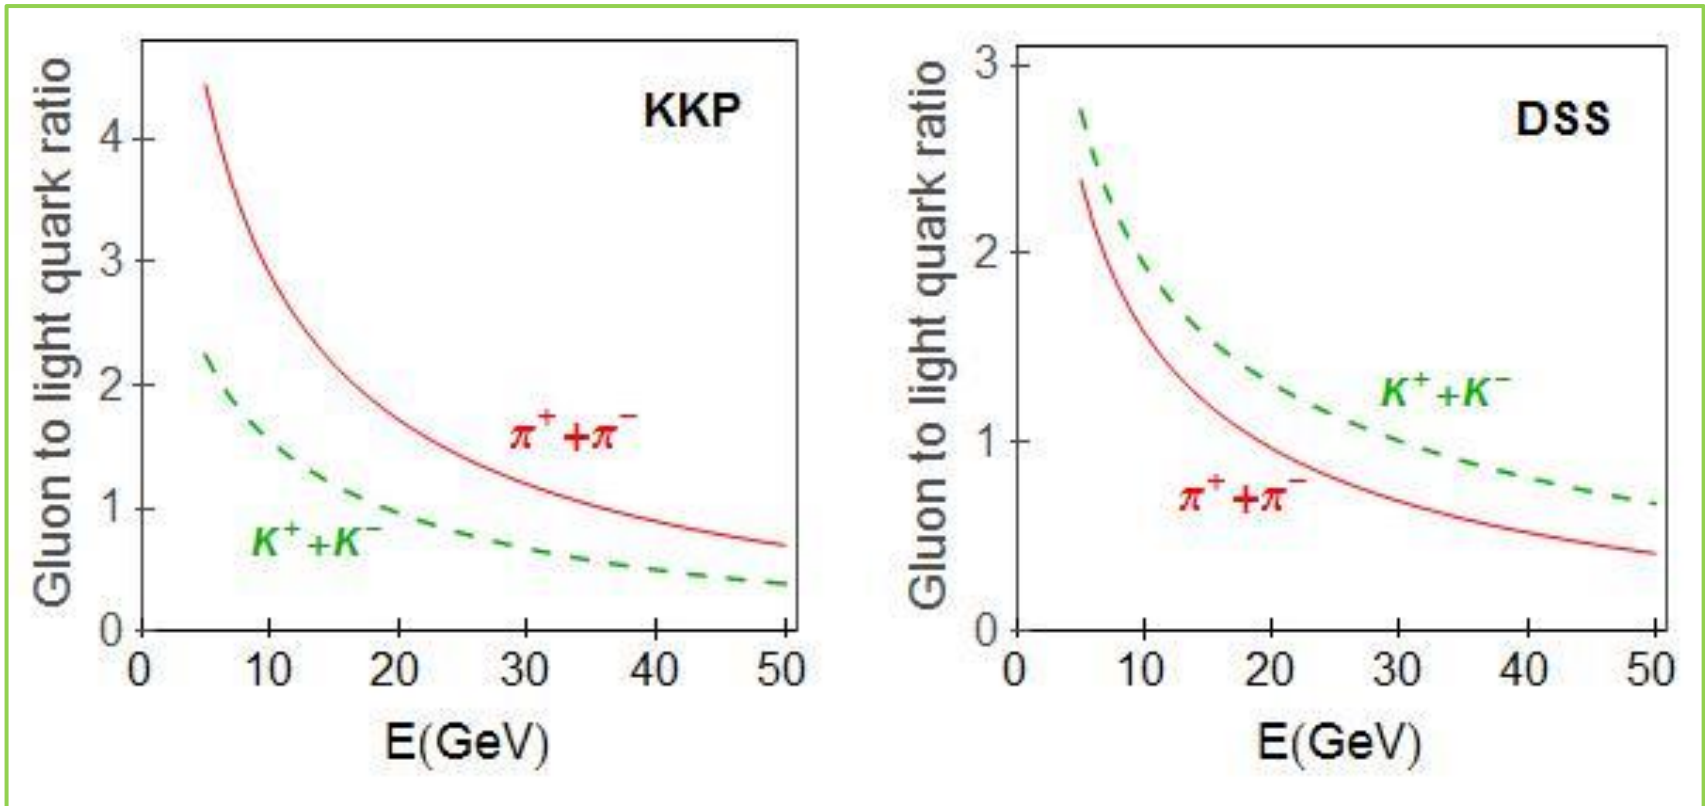 Gluon to light quark ratio
KKP
4
3
2
1
0
π⁺+π⁻
K⁺+K⁻
0 10 20 30 40 50
E(GeV)
Gluon to light quark ratio
DSS
3
2
1
0
K⁺+K⁻
π⁺+π⁻
0 10 20 30 40 50
E(GeV)